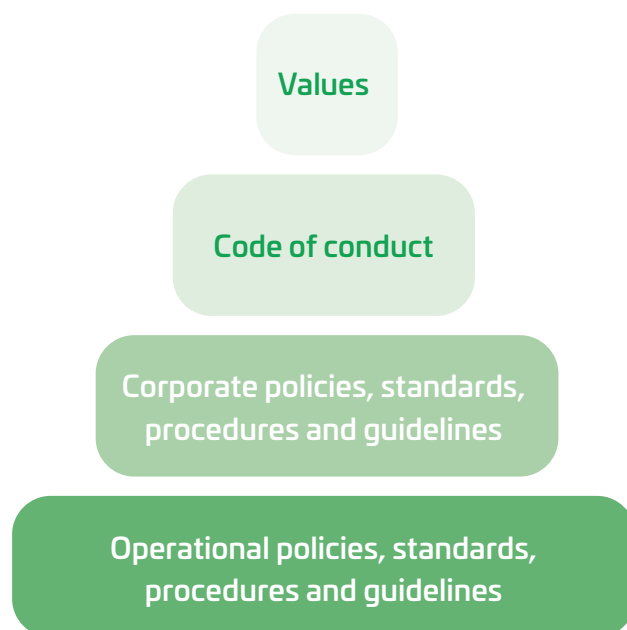 Values
Code of conduct
Corporate policies, standards,
procedures and guidelines
Operational policies, standards,
procedures and guidelines